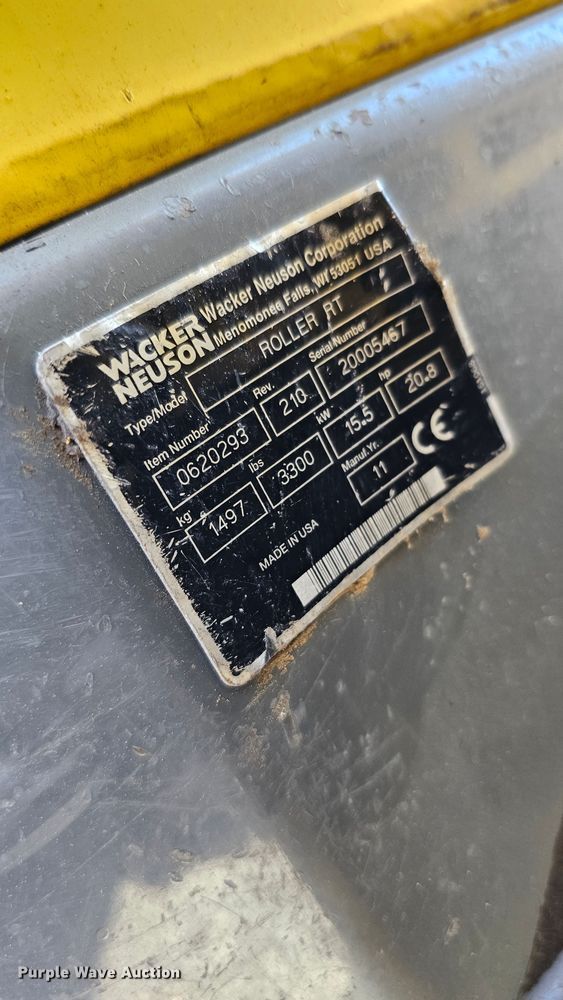 WACKER
NEUSON
Wacker Neuson Corporation
Menomonee Falls, WI 53051 USA
Type/Model ROLLER RT
Item Number Rev. Serial Number
0620293 210 20005467
kg lbs kW hp
1497 3300 15.5 20.8
Manuf. Yr.
11
CE
MADE IN USA
Purple Wave Auction